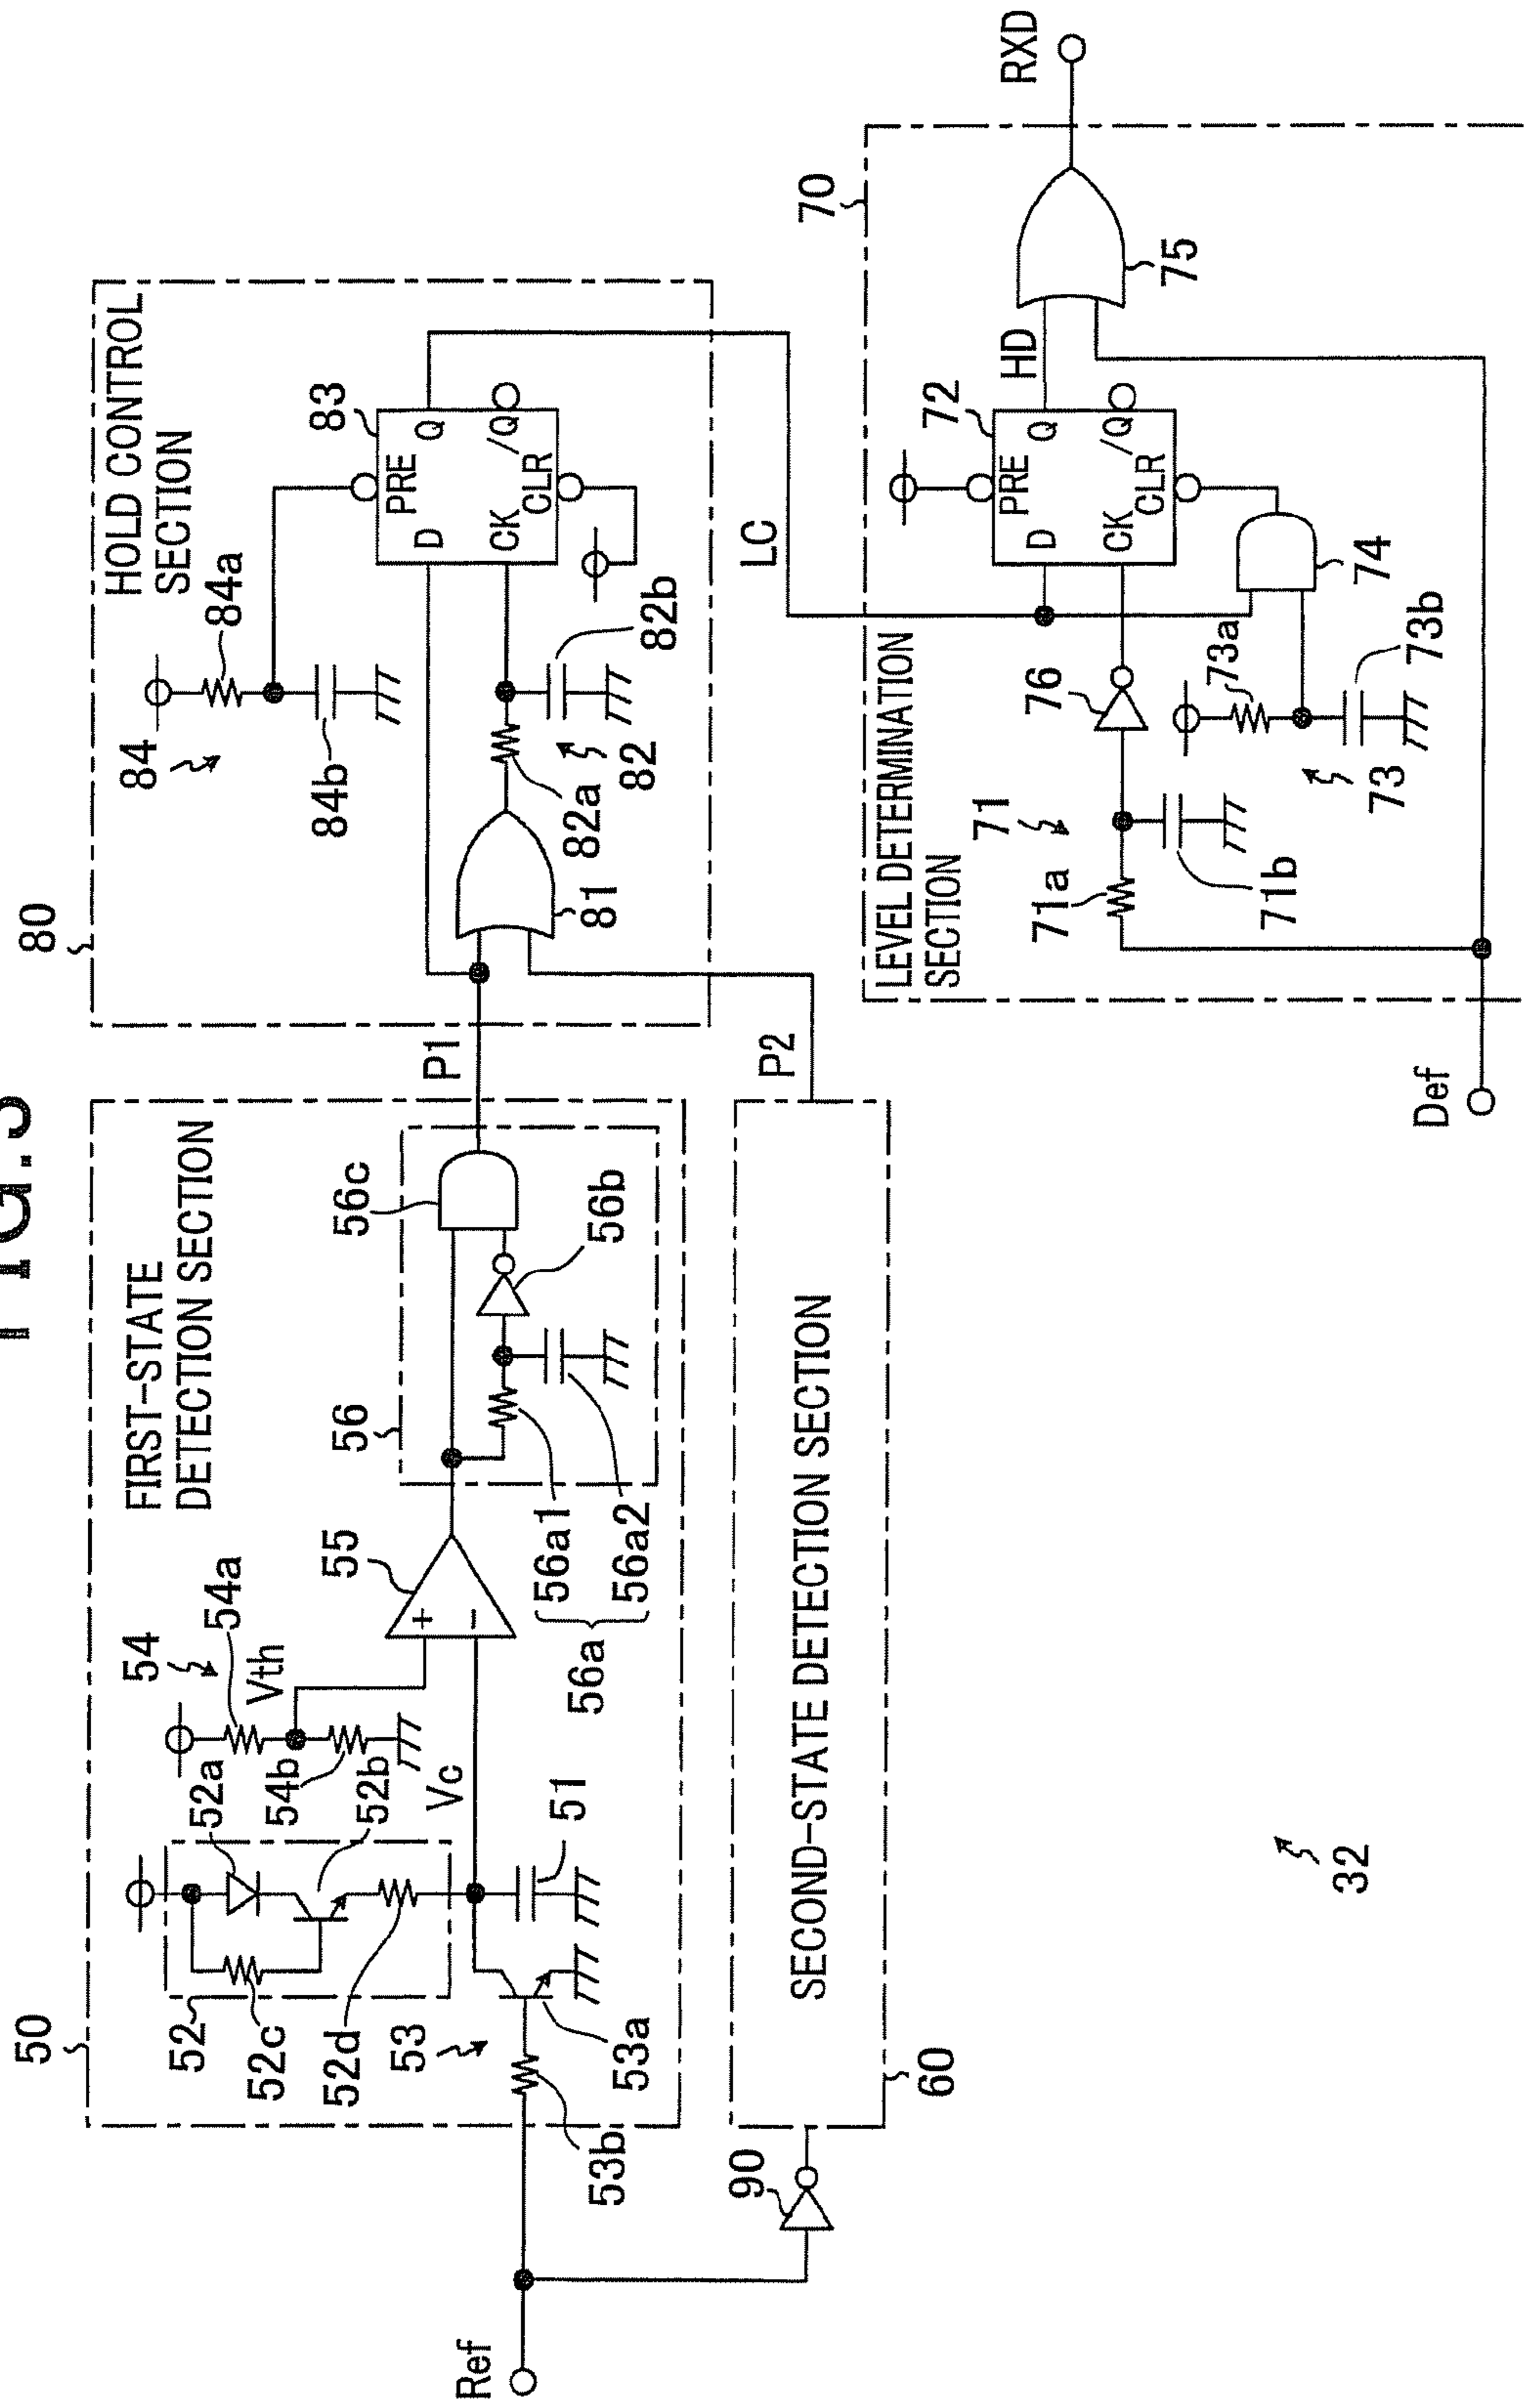 FIG. 3
80
HOLD CONTROL
SECTION
84
84a
84b
83
PRE
D
Q
CK
/Q
CLR
82a
82
82b
81
P1
P2
LC
50
FIRST-STATE
DETECTION SECTION
52
52a
52b
52c
52d
53
53a
53b
54
54a
54b
Vth
Vc
51
55
+
-
56
56a1
56a2
56a
56b
56c
Ref
90
60
SECOND-STATE DETECTION SECTION
32
70
LEVEL DETERMINATION
SECTION
71
71a
71b
76
72
PRE
D
Q
CK
/Q
CLR
HD
73a
73
73b
74
75
RXD
Def